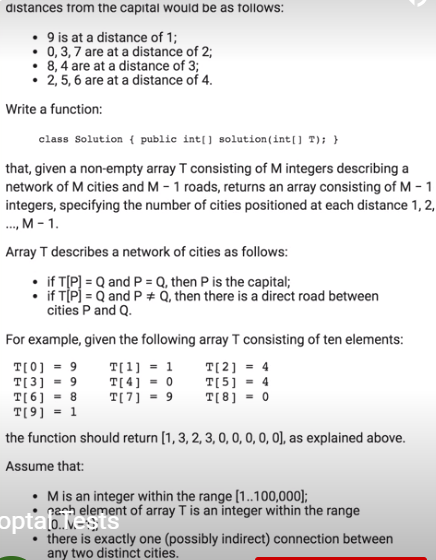 distances from the capital would be as follows:
• 9 is at a distance of 1;
• 0, 3, 7 are at a distance of 2;
• 8, 4 are at a distance of 3;
• 2, 5, 6 are at a distance of 4.
Write a function:
class Solution { public int[] solution(int[] T); }
that, given a non-empty array T consisting of M integers describing a
network of M cities and M − 1 roads, returns an array consisting of M − 1
integers, specifying the number of cities positioned at each distance 1, 2,
..., M − 1.
Array T describes a network of cities as follows:
• if T[P] = Q and P = Q, then P is the capital;
• if T[P] = Q and P ≠ Q, then there is a direct road between
cities P and Q.
For example, given the following array T consisting of ten elements:
T[0] = 9 T[1] = 1 T[2] = 4
T[3] = 9 T[4] = 0 T[5] = 4
T[6] = 8 T[7] = 9 T[8] = 0
T[9] = 1
the function should return [1, 3, 2, 3, 0, 0, 0, 0, 0], as explained above.
Assume that:
• M is an integer within the range [1..100,000];
• each element of array T is an integer within the range
optal Tests
• there is exactly one (possibly indirect) connection between
any two distinct cities.